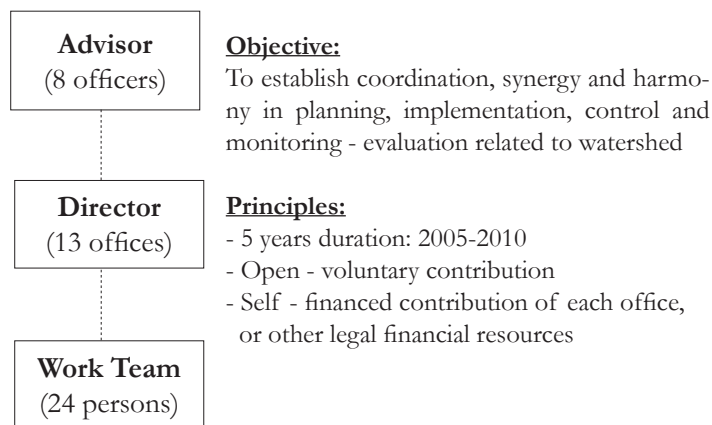 Advisor
(8 officers)
Objective:
To establish coordination, synergy and harmo-
ny in planning, implementation, control and
monitoring - evaluation related to watershed
Director
(13 offices)
Principles:
- 5 years duration: 2005-2010
- Open - voluntary contribution
- Self - financed contribution of each office,
or other legal financial resources
Work Team
(24 persons)